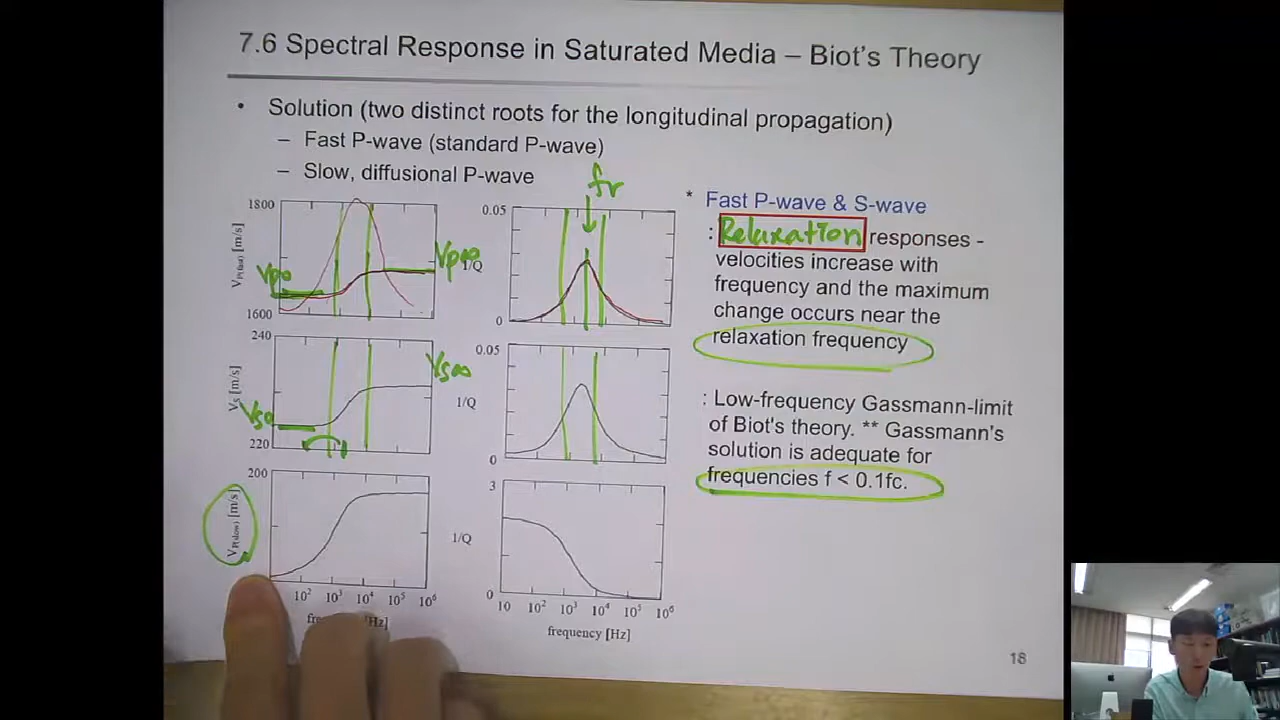 7.6 Spectral Response in Saturated Media – Biot's Theory
• Solution (two distinct roots for the longitudinal propagation)
– Fast P-wave (standard P-wave)
– Slow, diffusional P-wave
fr
* Fast P-wave & S-wave
: Relaxation responses -
velocities increase with
frequency and the maximum
change occurs near the
relaxation frequency
: Low-frequency Gassmann-limit
of Biot's theory. ** Gassmann's
solution is adequate for
frequencies f < 0.1fc.
1800
VP(fast) [m/s]
1600
Vp0
Vp∞
0.05
1/Q
0
240
VS [m/s]
220
Vs0
Vs∞
0.05
1/Q
0
200
VP(slow) [m/s]
10² 10³ 10⁴ 10⁵ 10⁶
[Hz]
3
1/Q
0
10 10² 10³ 10⁴ 10⁵ 10⁶
frequency [Hz]
18